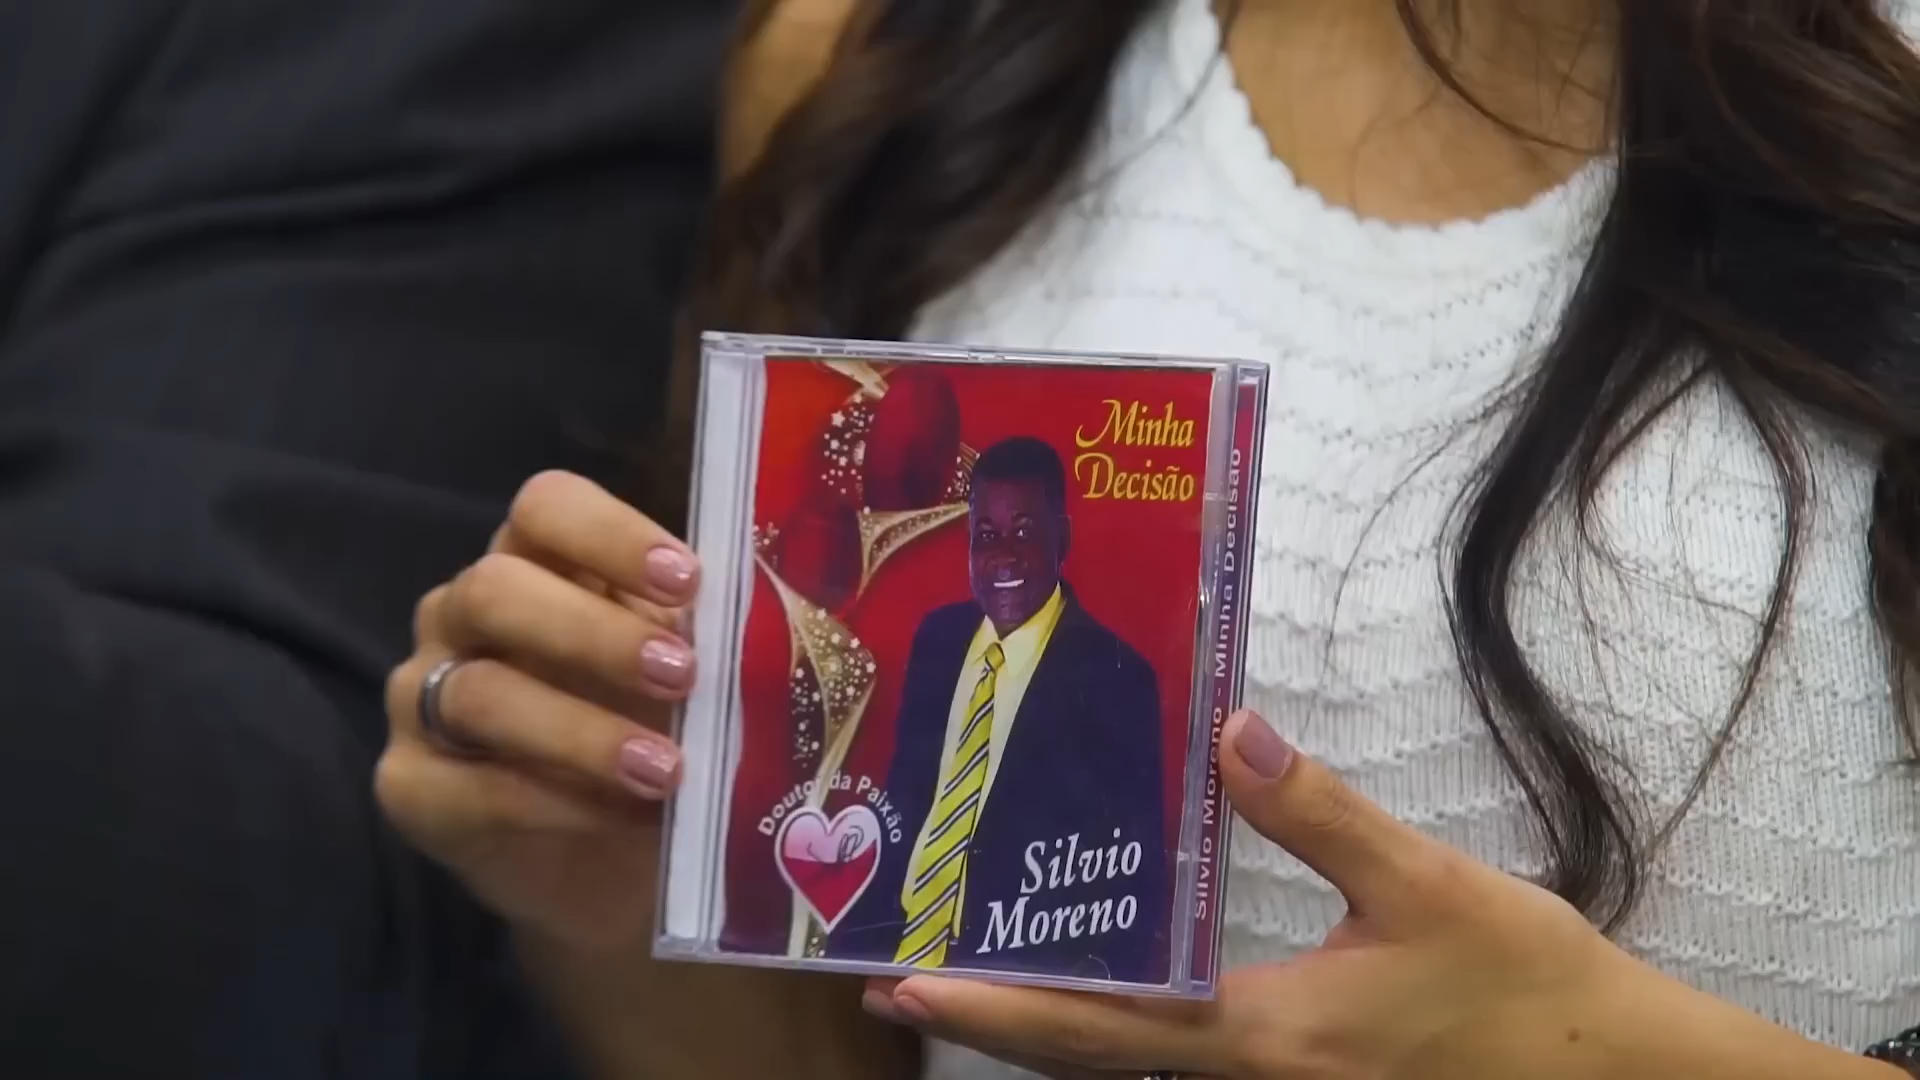 Minha
Decisão
Doutor da Paixão
Silvio
Moreno
Silvio Moreno - Minha Decisão